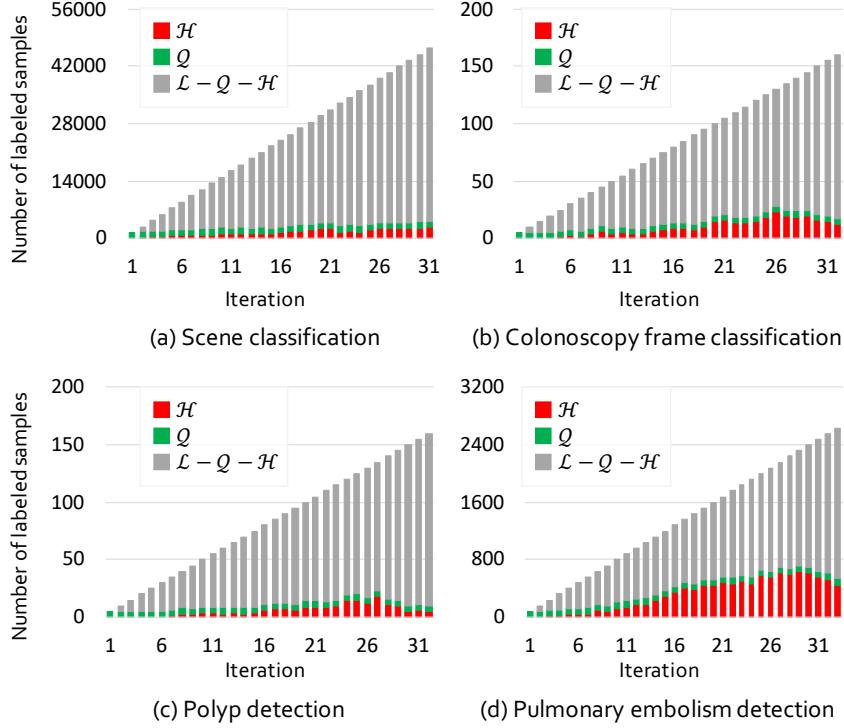 Number of labeled samples
56000
42000
28000
14000
0
ℋ
𝒬
ℒ − 𝒬 − ℋ
1 6 11 16 21 26 31
Iteration
(a) Scene classification
200
150
100
50
0
ℋ
𝒬
ℒ − 𝒬 − ℋ
1 6 11 16 21 26 31
Iteration
(b) Colonoscopy frame classification
Number of labeled samples
200
150
100
50
0
ℋ
𝒬
ℒ − 𝒬 − ℋ
1 6 11 16 21 26 31
Iteration
(c) Polyp detection
3200
2400
1600
800
0
ℋ
𝒬
ℒ − 𝒬 − ℋ
1 6 11 16 21 26 31
Iteration
(d) Pulmonary embolism detection